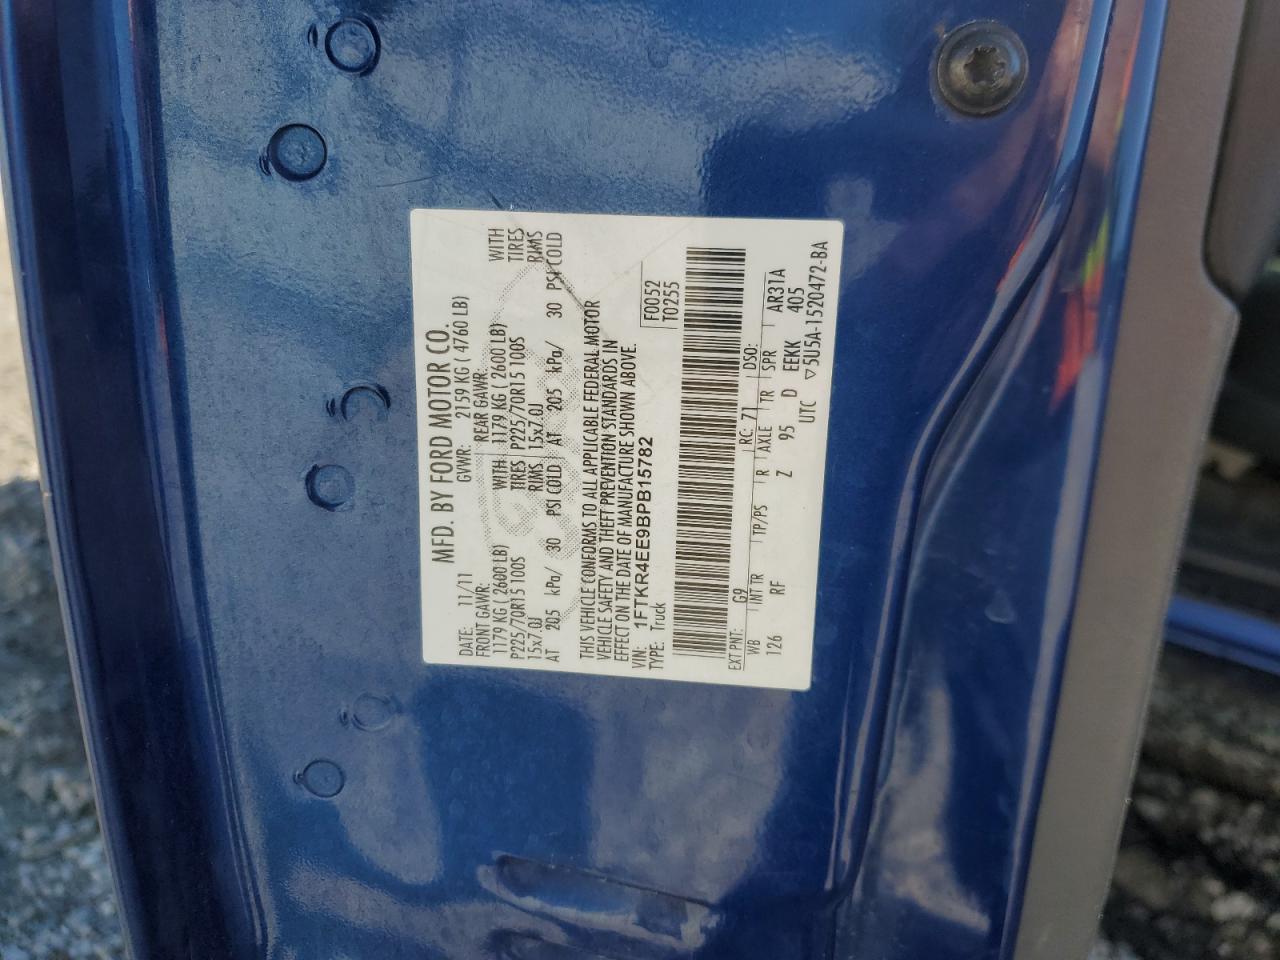 MFD. BY FORD MOTOR CO.
DATE: 11/11 GVWR: 2159 KG ( 4760 LB)
FRONT GAWR: REAR GAWR:
1179 KG ( 2600 LB) WITH 1179 KG ( 2600 LB) WITH
P225/70R15 100S TIRES P225/70R15 100S TIRES
15x7.0J RIMS 15x7.0J RIMS
AT 205 kPa/ 30 PSI COLD AT 205 kPa/ 30 PSI COLD
THIS VEHICLE CONFORMS TO ALL APPLICABLE FEDERAL MOTOR
VEHICLE SAFETY AND THEFT PREVENTION STANDARDS IN
EFFECT ON THE DATE OF MANUFACTURE SHOWN ABOVE.
VIN: 1FTKR4EE9BPB15782 F0052
TYPE: Truck T0255
EXT PNT: G9 RC: 71 DSO:
WB INT TR TP/PS R AXLE TR SPR AR31A
126 RF Z 95 D EEKK 405
UTC ▽5U5A-1520472-BA